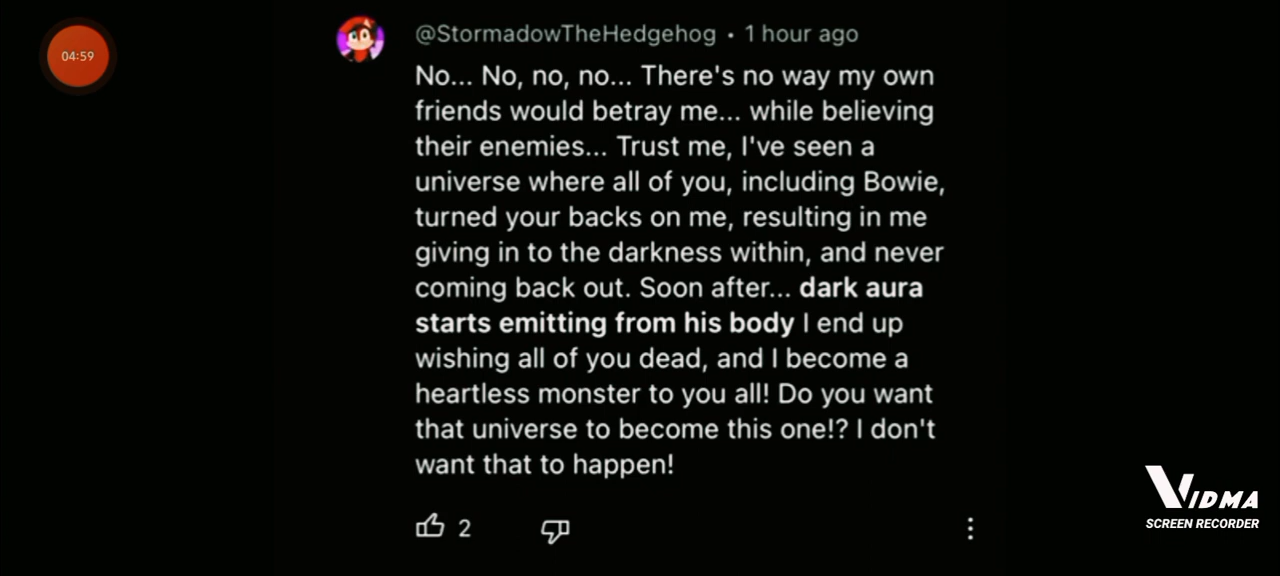 04:59
@StormadowTheHedgehog • 1 hour ago
No... No, no, no... There's no way my own
friends would betray me... while believing
their enemies... Trust me, I've seen a
universe where all of you, including Bowie,
turned your backs on me, resulting in me
giving in to the darkness within, and never
coming back out. Soon after... dark aura
starts emitting from his body I end up
wishing all of you dead, and I become a
heartless monster to you all! Do you want
that universe to become this one!? I don't
want that to happen!
2
VIDMA
SCREEN RECORDER